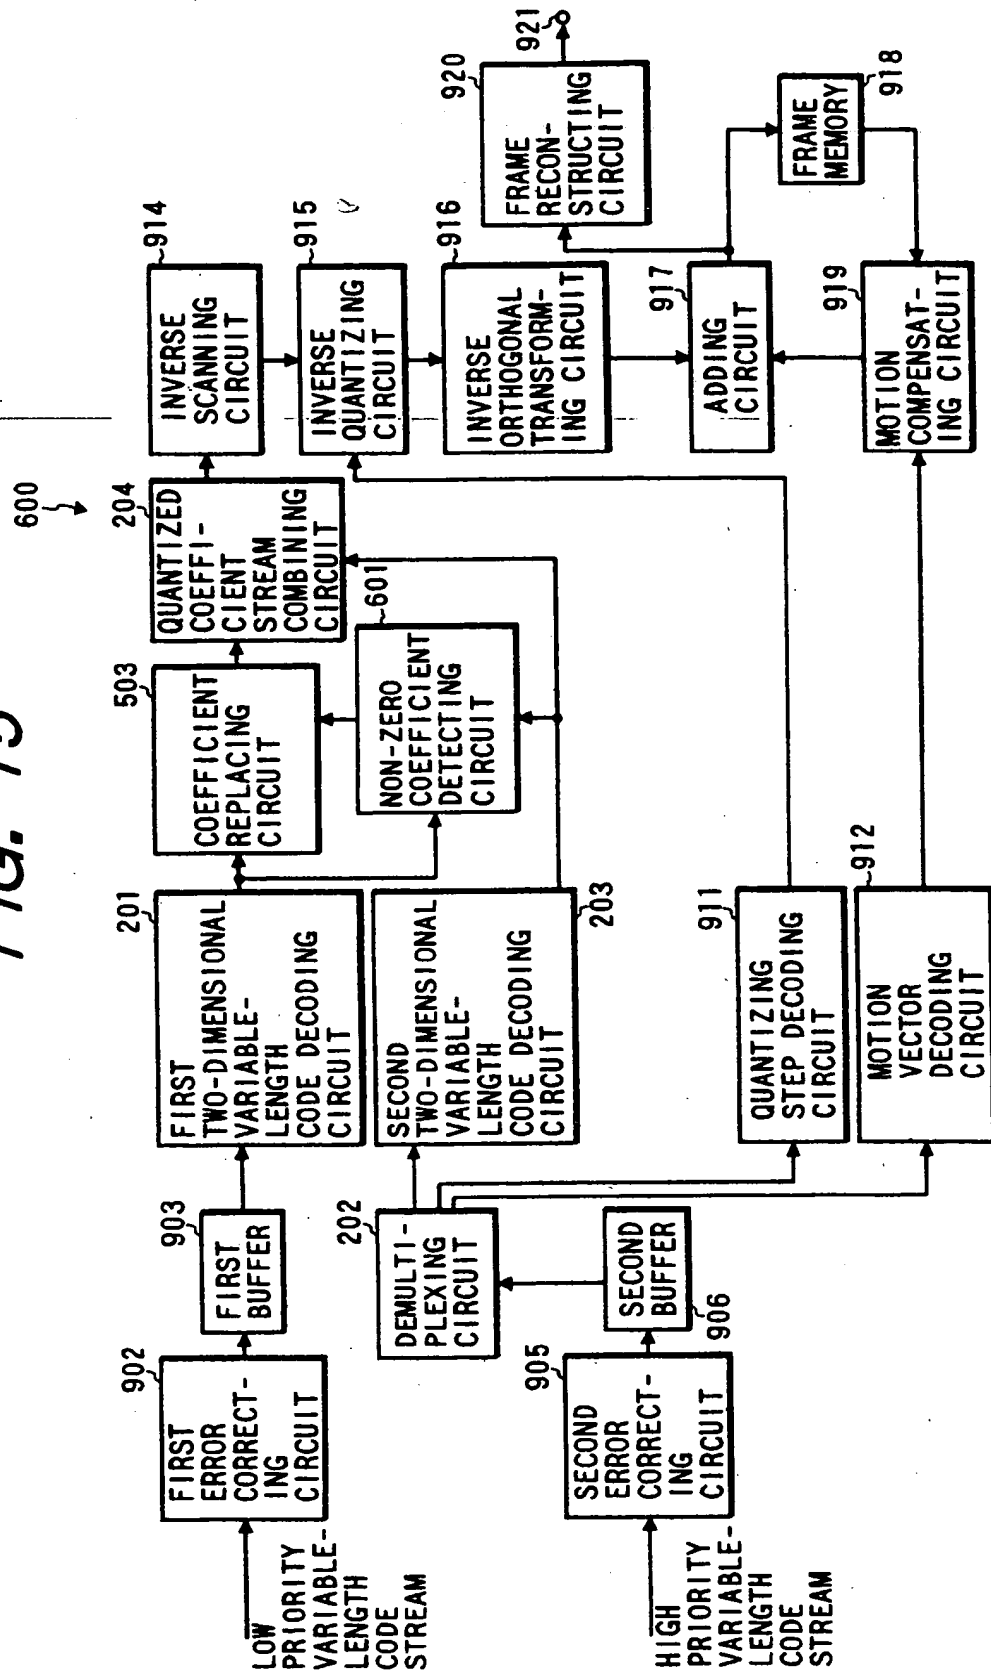 FIG. 15
600
LOW
PRIORITY
VARIABLE-
LENGTH
CODE
STREAM
902
FIRST
ERROR
CORRECT-
ING
CIRCUIT
903
FIRST
BUFFER
201
FIRST
TWO-DIMENSIONAL
VARIABLE-
LENGTH
CODE DECODING
CIRCUIT
503
COEFFICIENT
REPLACING
CIRCUIT
204
QUANTIZED
COEFFI-
CIENT
STREAM
COMBINING
CIRCUIT
914
INVERSE
SCANNING
CIRCUIT
601
NON-ZERO
COEFFICIENT
DETECTING
CIRCUIT
915
INVERSE
QUANTIZING
CIRCUIT
202
DEMULTI-
PLEXING
CIRCUIT
SECOND
TWO-DIMENSIONAL
VARIABLE-
LENGTH
CODE DECODING
CIRCUIT
203
916
INVERSE
ORTHOGONAL
TRANSFORM-
ING CIRCUIT
920
FRAME
RECON-
STRUCTING
CIRCUIT
921
HIGH
PRIORITY
VARIABLE-
LENGTH
CODE
STREAM
905
SECOND
ERROR
CORRECT-
ING
CIRCUIT
SECOND
BUFFER
906
911
QUANTIZING
STEP DECODING
CIRCUIT
917
ADDING
CIRCUIT
FRAME
MEMORY
918
912
MOTION
VECTOR
DECODING
CIRCUIT
919
MOTION
COMPENSAT-
ING CIRCUIT